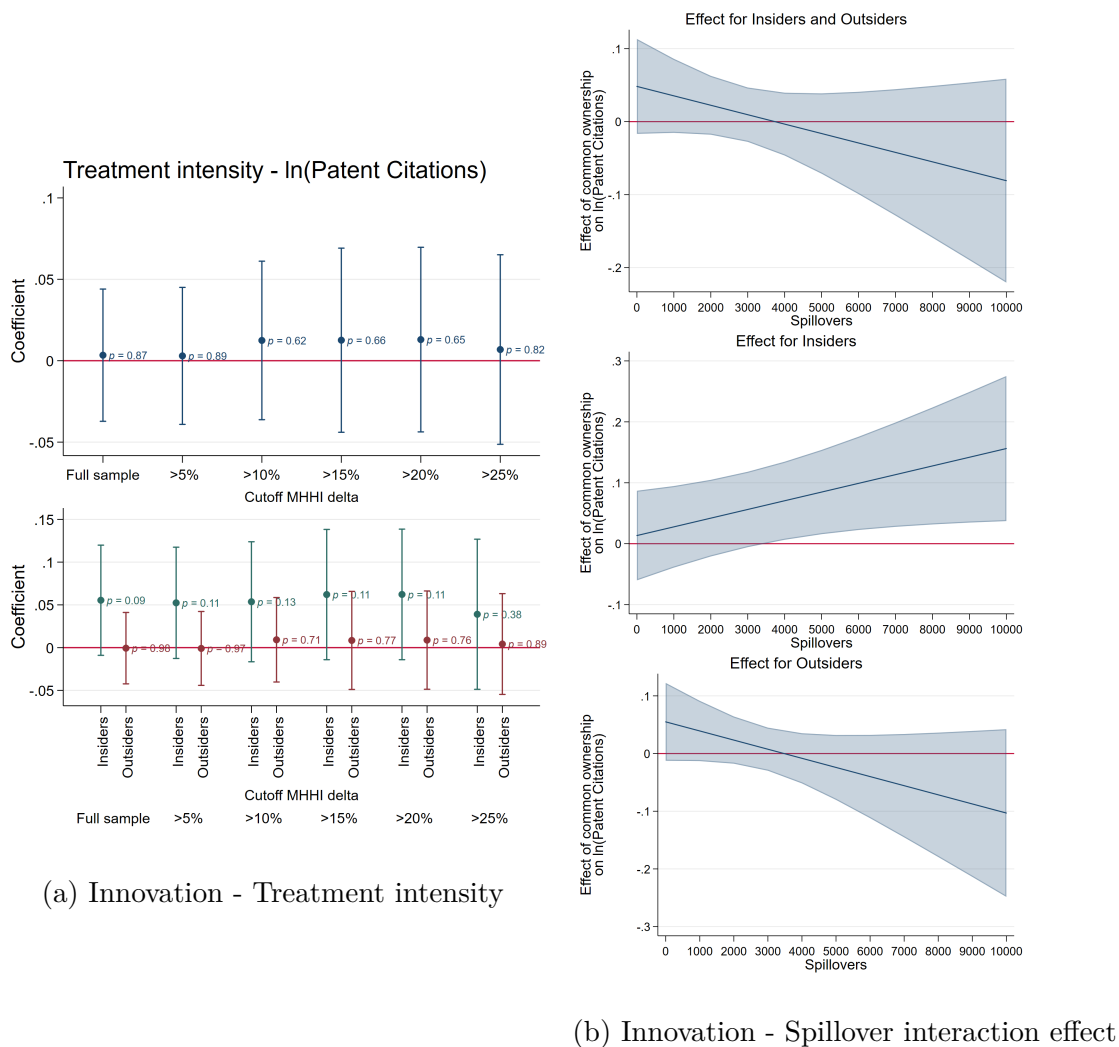 Treatment intensity - ln(Patent Citations)
Coefficient
.1
.05
0
-.05
p = 0.87
p = 0.89
p = 0.62
p = 0.66
p = 0.65
p = 0.82
Full sample >5% >10% >15% >20% >25%
Cutoff MHHI delta
Coefficient
.15
.1
.05
0
-.05
p = 0.09
p = 0.98
p = 0.11
p = 0.97
p = 0.13
p = 0.71
p = 0.11
p = 0.77
p = 0.11
p = 0.76
p = 0.38
p = 0.89
Insiders Outsiders Insiders Outsiders Insiders Outsiders Insiders Outsiders Insiders Outsiders Insiders Outsiders
Cutoff MHHI delta
Full sample >5% >10% >15% >20% >25%
(a) Innovation - Treatment intensity
Effect for Insiders and Outsiders
Effect of common ownership
on ln(Patent Citations)
.1
0
-.1
-.2
0 1000 2000 3000 4000 5000 6000 7000 8000 9000 10000
Spillovers
Effect for Insiders
Effect of common ownership
on ln(Patent Citations)
.3
.2
.1
0
-.1
0 1000 2000 3000 4000 5000 6000 7000 8000 9000 10000
Spillovers
Effect for Outsiders
Effect of common ownership
on ln(Patent Citations)
.1
0
-.1
-.2
-.3
0 1000 2000 3000 4000 5000 6000 7000 8000 9000 10000
Spillovers
(b) Innovation - Spillover interaction effect